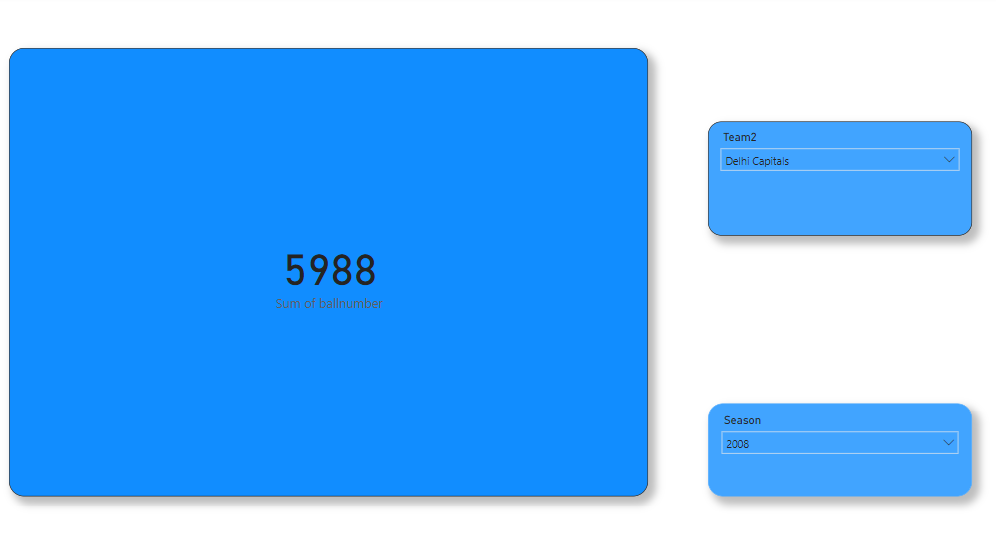 5988
Sum of ballnumber
Team2
Delhi Capitals
Season
2008